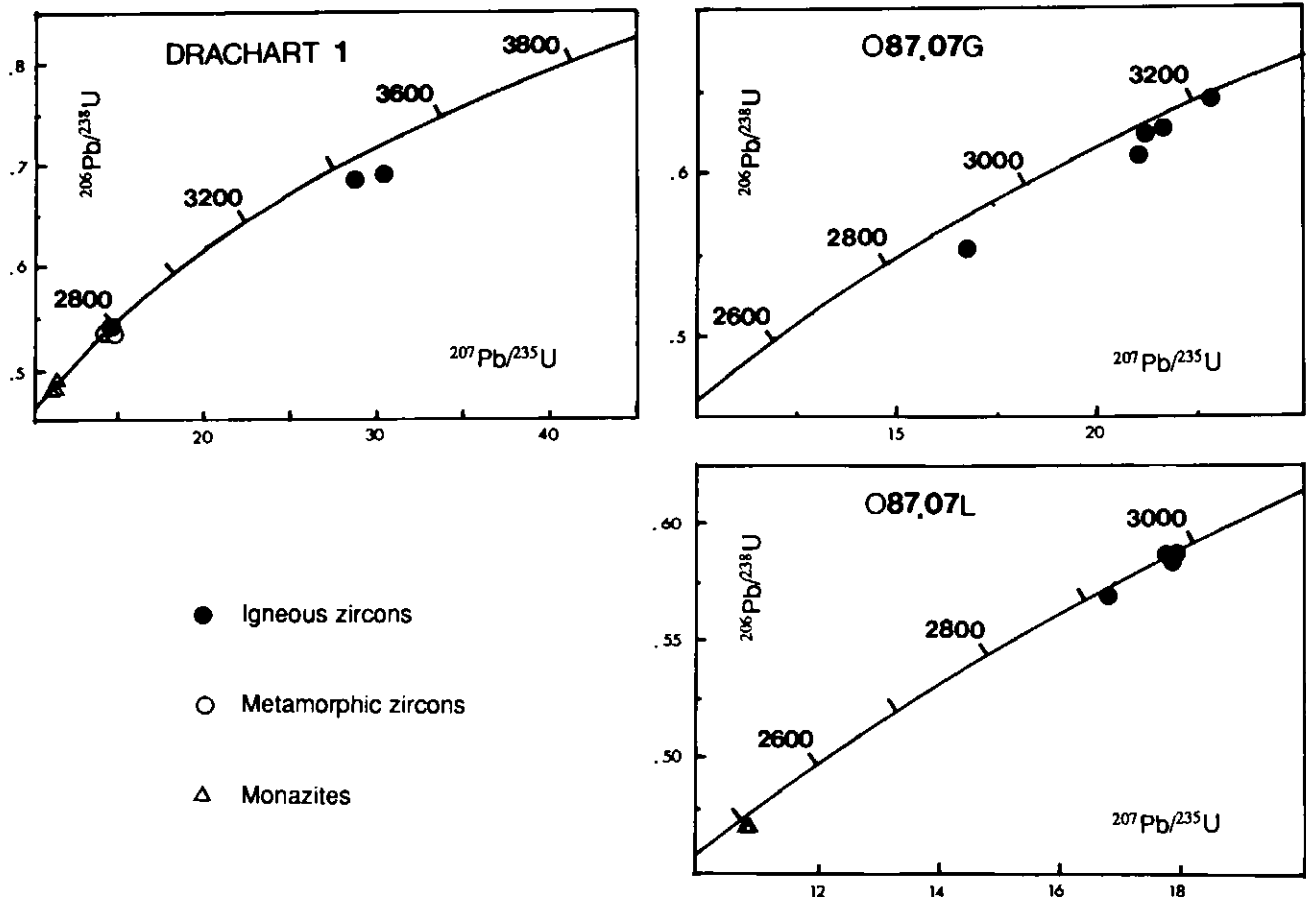 DRACHART 1
3800
.8
3600
206Pb/238U
.7
3200
.6
2800
207Pb/235U
.5
20
30
40
O87.07G
3200
206Pb/238U
3000
.6
2800
2600
.5
207Pb/235U
15
20
O87.07L
3000
.60
206Pb/238U
2800
.55
2600
.50
207Pb/235U
12
14
16
18
Igneous zircons
Metamorphic zircons
Monazites